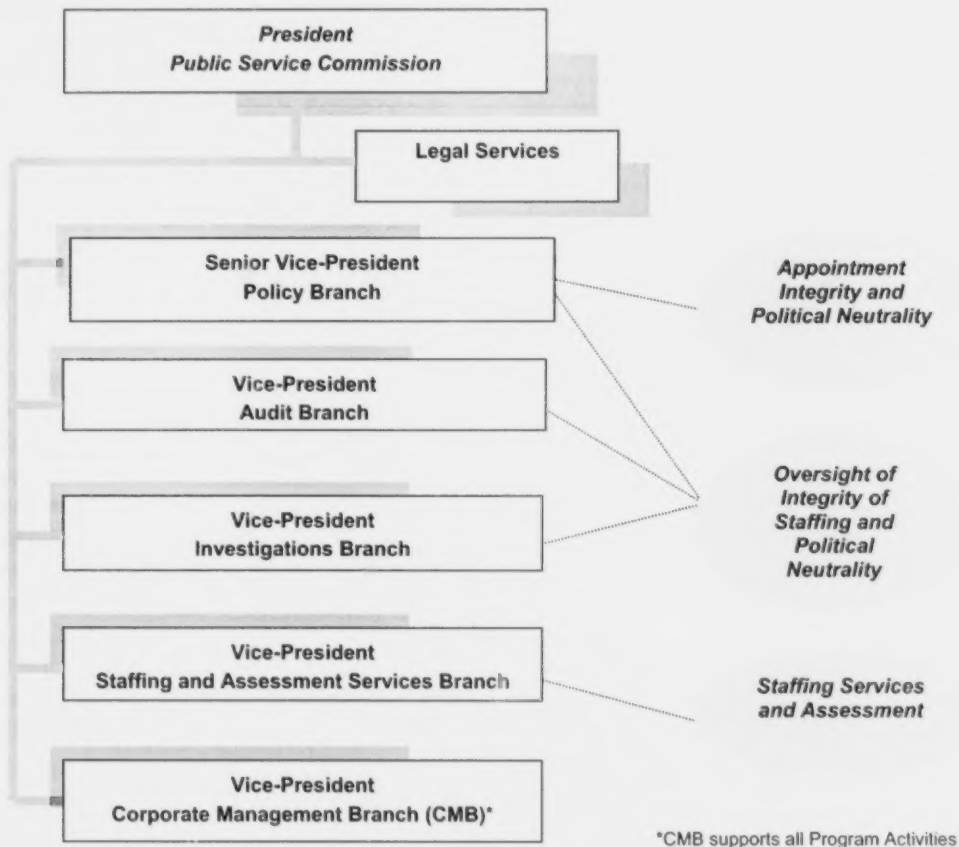 President
Public Service Commission
Legal Services
Senior Vice-President
Policy Branch
Appointment
Integrity and
Political Neutrality
Vice-President
Audit Branch
Oversight of
Integrity of
Staffing and
Political
Neutrality
Vice-President
Investigations Branch
Vice-President
Staffing and Assessment Services Branch
Staffing Services
and Assessment
Vice-President
Corporate Management Branch (CMB)*
*CMB supports all Program Activities